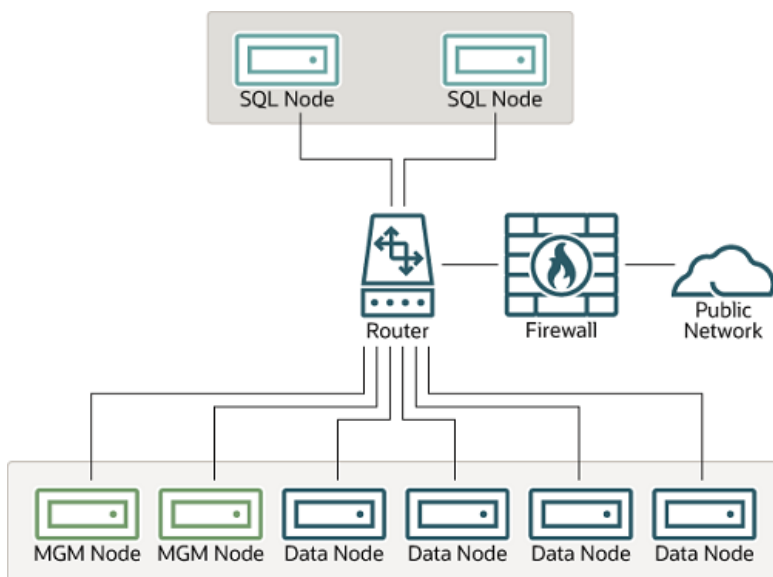 SQL Node
SQL Node
Router
Firewall
Public
Network
MGM Node
MGM Node
Data Node
Data Node
Data Node
Data Node